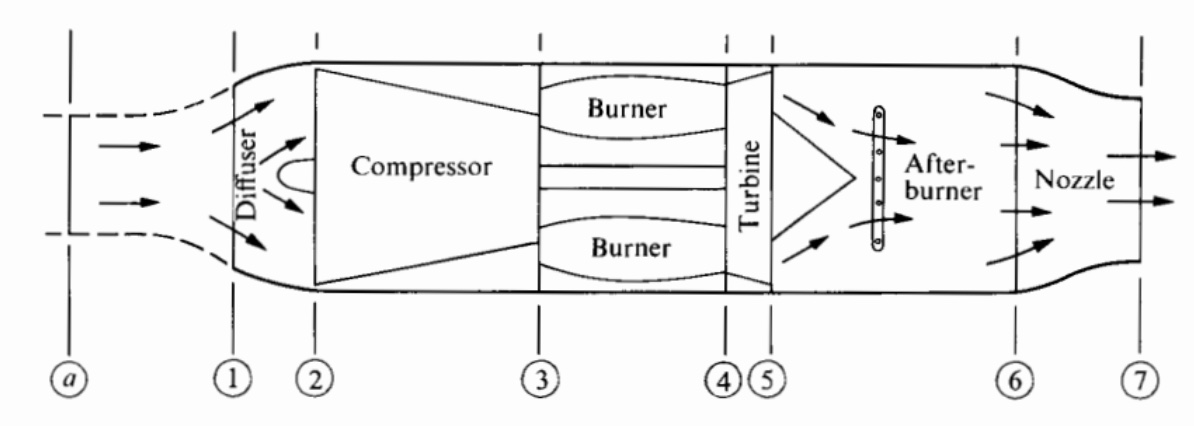 Diffuser
Compressor
Burner
Burner
Turbine
After-
burner
Nozzle
a
1
2
3
4
5
6
7